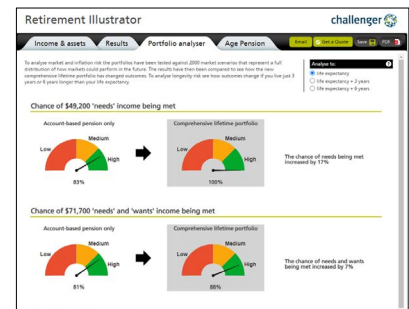 Retirement Illustrator
challenger
Income & assets
Results
Portfolio analyser
Age Pension
Email
Get a Quote
Save
PDF
To analyse market and inflation risk the portfolios have been tested against 2000 market scenarios that represent a full
distribution of how markets could perform in the future. The results have then been compared to see how the new
comprehensive lifetime portfolio has changed outcomes. To analyse longevity risk see how outcomes change if you live just 3
years or 6 years longer than your life expectancy.
Analyse to:
life expectancy
life expectancy + 3 years
life expectancy + 6 years
Chance of $49,200 'needs' income being met
Account-based pension only
Comprehensive lifetime portfolio
Low
Medium
High
83%
Low
Medium
High
100%
The chance of needs being met
increased by 17%
Chance of $71,700 'needs' and 'wants' income being met
Account-based pension only
Comprehensive lifetime portfolio
Low
Medium
High
81%
Low
Medium
High
88%
The chance of needs and wants
being met increased by 7%